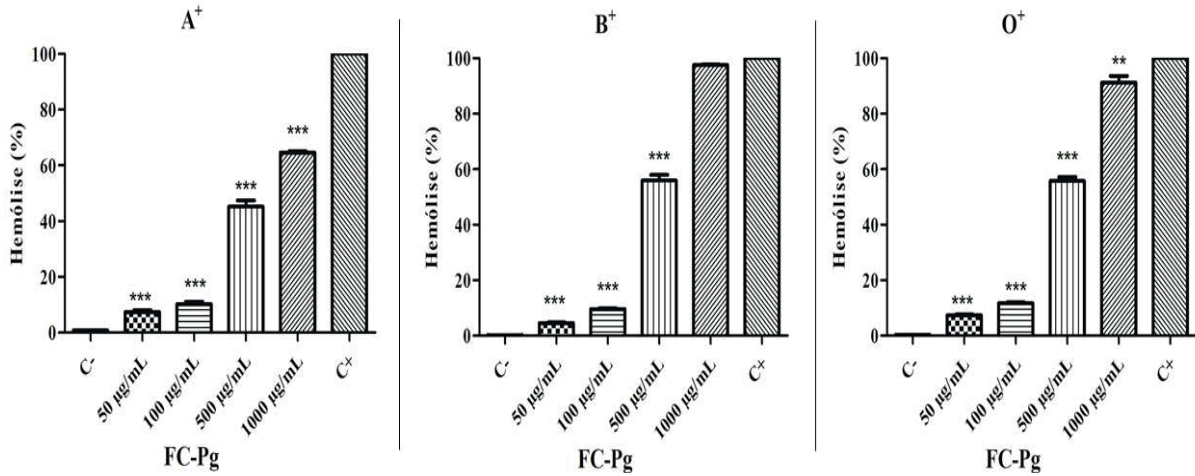 A+
Hemólise (%)
100
80
60
40
20
0
***
***
***
***
C-
50 µg/mL
100 µg/mL
500 µg/mL
1000 µg/mL
C+
FC-Pg
B+
Hemólise (%)
100
80
60
40
20
0
***
***
***
C-
50 µg/mL
100 µg/mL
500 µg/mL
1000 µg/mL
C+
FC-Pg
O+
Hemólise (%)
100
80
60
40
20
0
***
***
***
**
C-
50 µg/mL
100 µg/mL
500 µg/mL
1000 µg/mL
C+
FC-Pg